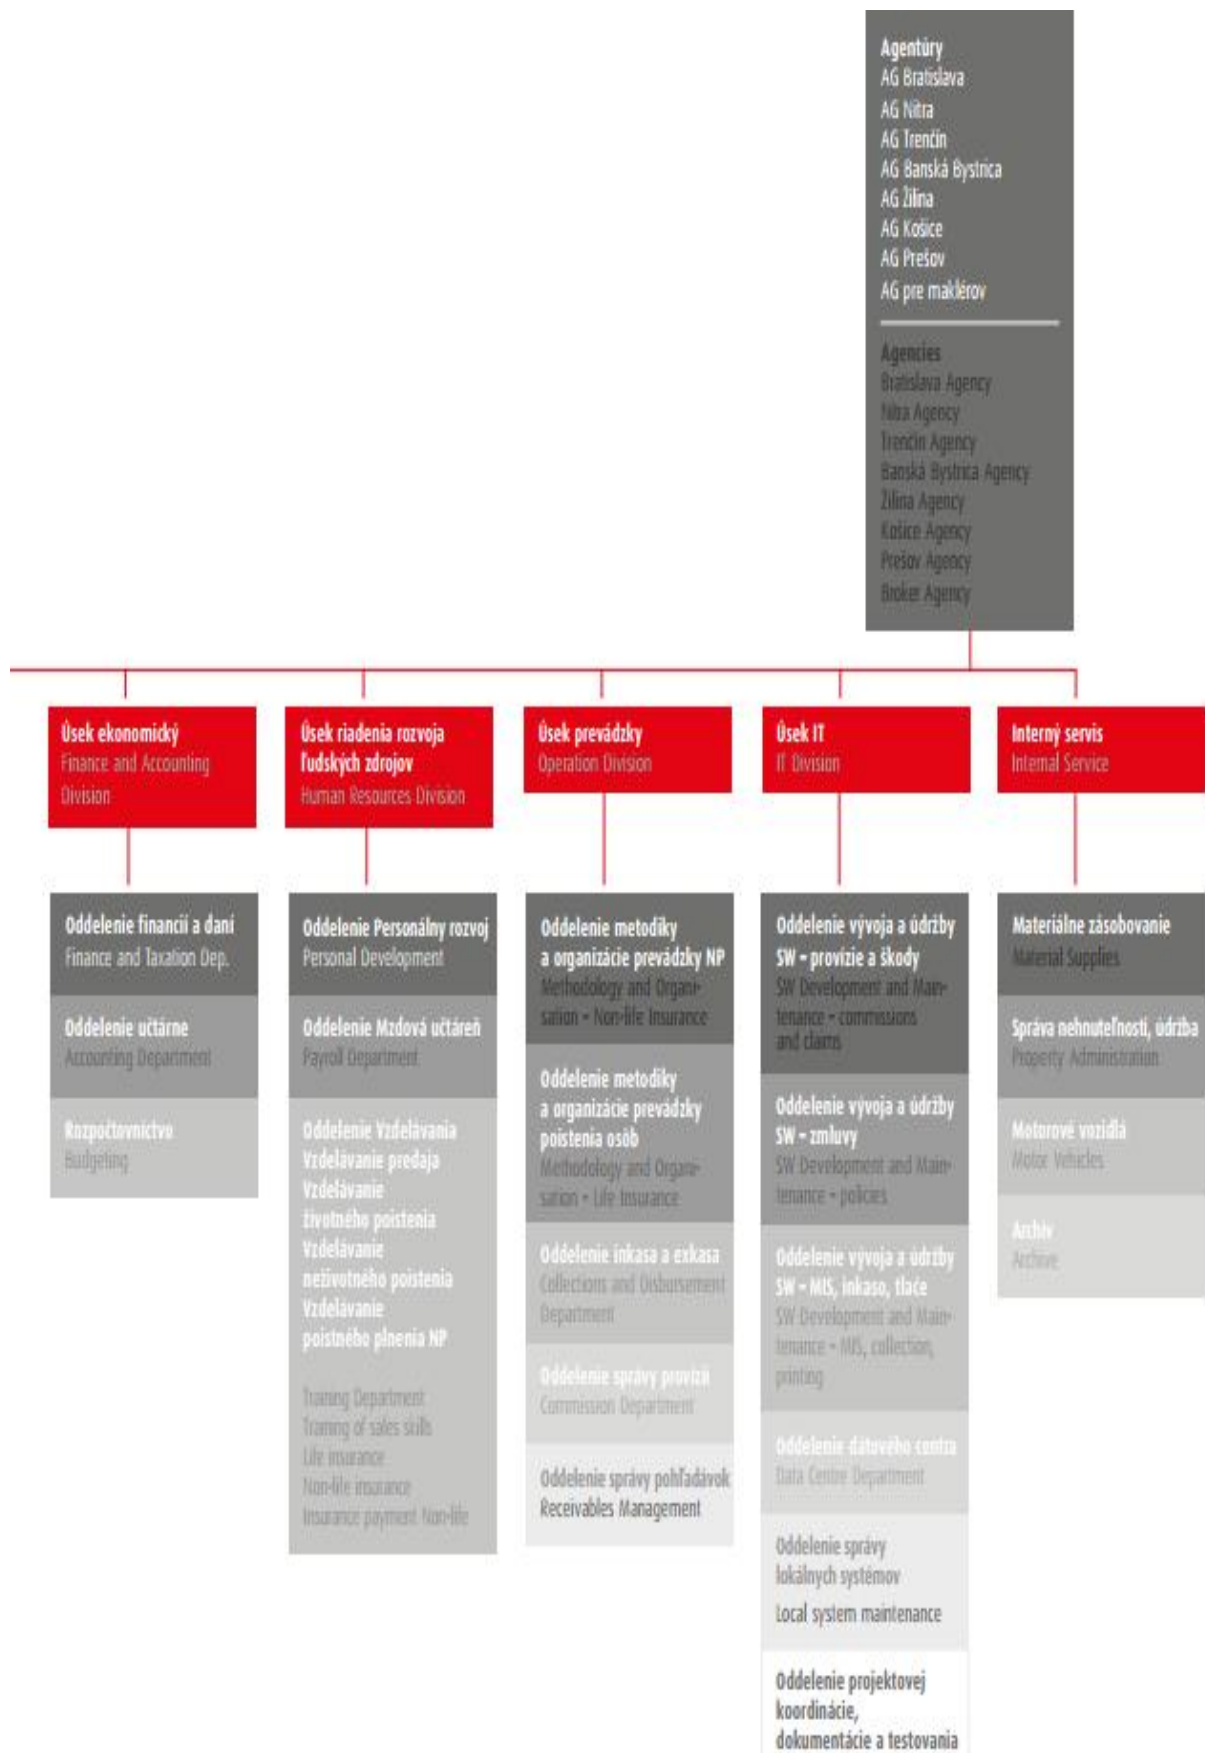 Agentúry
AG Bratislava
AG Nitra
AG Trenčín
AG Banská Bystrica
AG Žilina
AG Košice
AG Prešov
AG pre maklérov
Agencies
Bratislava Agency
Nitra Agency
Trenčín Agency
Banská Bystrica Agency
Žilina Agency
Košice Agency
Prešov Agency
Broker Agency
Úsek ekonomický
Finance and Accounting
Division
Úsek riadenia rozvoja
ľudských zdrojov
Human Resources Division
Úsek prevádzky
Operation Division
Úsek IT
IT Division
Interný servis
Internal Service
Oddelenie financií a daní
Finance and Taxation Dep.
Oddelenie učtárne
Accounting Department
Rozpočtovníctvo
Budgeting
Oddelenie Personálny rozvoj
Personal Development
Oddelenie Mzdová učtáreň
Payroll Department
Oddelenie Vzdelávania
Vzdelávanie predaja
Vzdelávanie
životného poistenia
Vzdelávanie
neživotného poistenia
Vzdelávanie
poistného plnenia NP
Training Department
Training of sales skills
Life insurance
Non-life insurance
Insurance payment Non-life
Oddelenie metodiky
a organizácie prevádzky NP
Methodology and Organi-
sation - Non-life Insurance
Oddelenie metodiky
a organizácie prevádzky
poistenia osôb
Methodology and Organi-
sation - Life Insurance
Oddelenie inkasa a exkasa
Collections and Disbursement
Department
Oddelenie správy provízií
Commission Department
Oddelenie správy pohľadávok
Receivables Management
Oddelenie vývoja a údržby
SW - provízie a škody
SW Development and Main-
tenance - commissions
and claims
Oddelenie vývoja a údržby
SW - zmluvy
SW Development and Main-
tenance - policies
Oddelenie vývoja a údržby
SW - MIS, inkaso, tlače
SW Development and Main-
tenance - MIS, collection,
printing
Oddelenie dátového centra
Data Centre Department
Oddelenie správy
lokálnych systémov
Local system maintenance
Oddelenie projektovej
koordinácie,
dokumentácie a testovania
Materiálne zásobovanie
Material Supplies
Správa nehnuteľností, údržba
Property Administration
Motorové vozidlá
Motor Vehicles
Archív
Archive